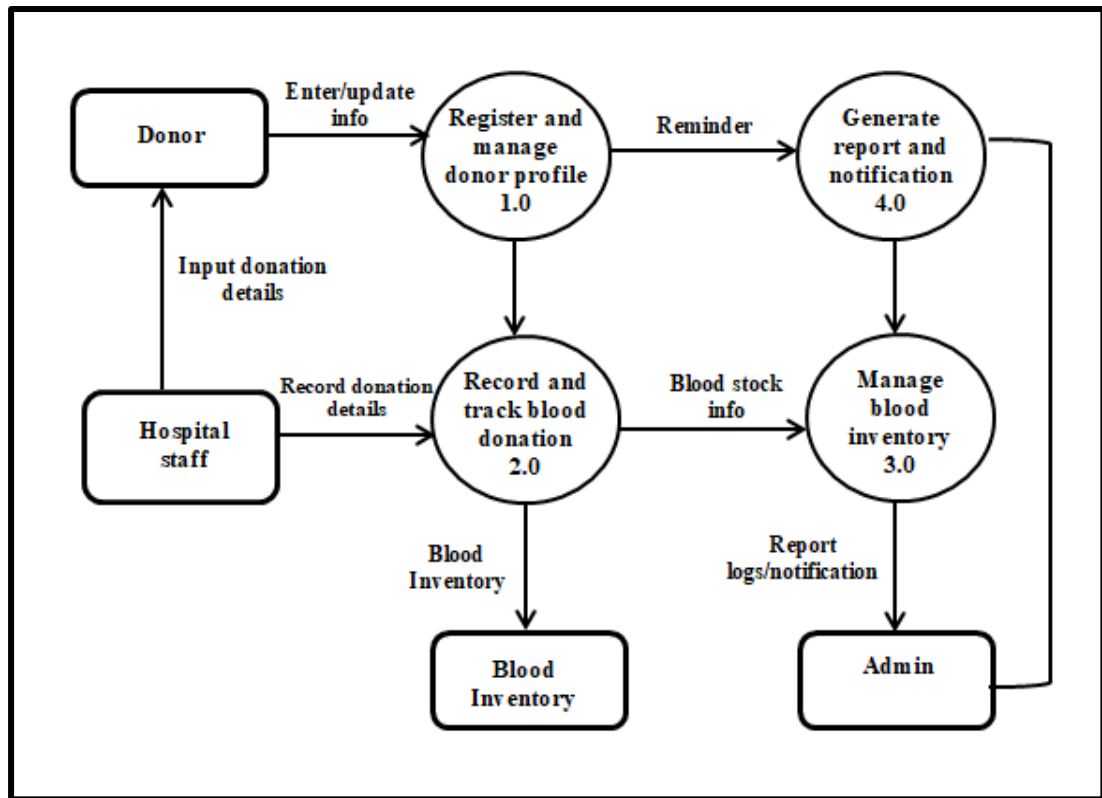 Donor
Enter/update
info
Register and
manage
donor profile
1.0
Reminder
Generate
report and
notification
4.0
Input donation
details
Hospital
staff
Record donation
details
Record and
track blood
donation
2.0
Blood stock
info
Manage
blood
inventory
3.0
Blood
Inventory
Report
logs/notification
Blood
Inventory
Admin